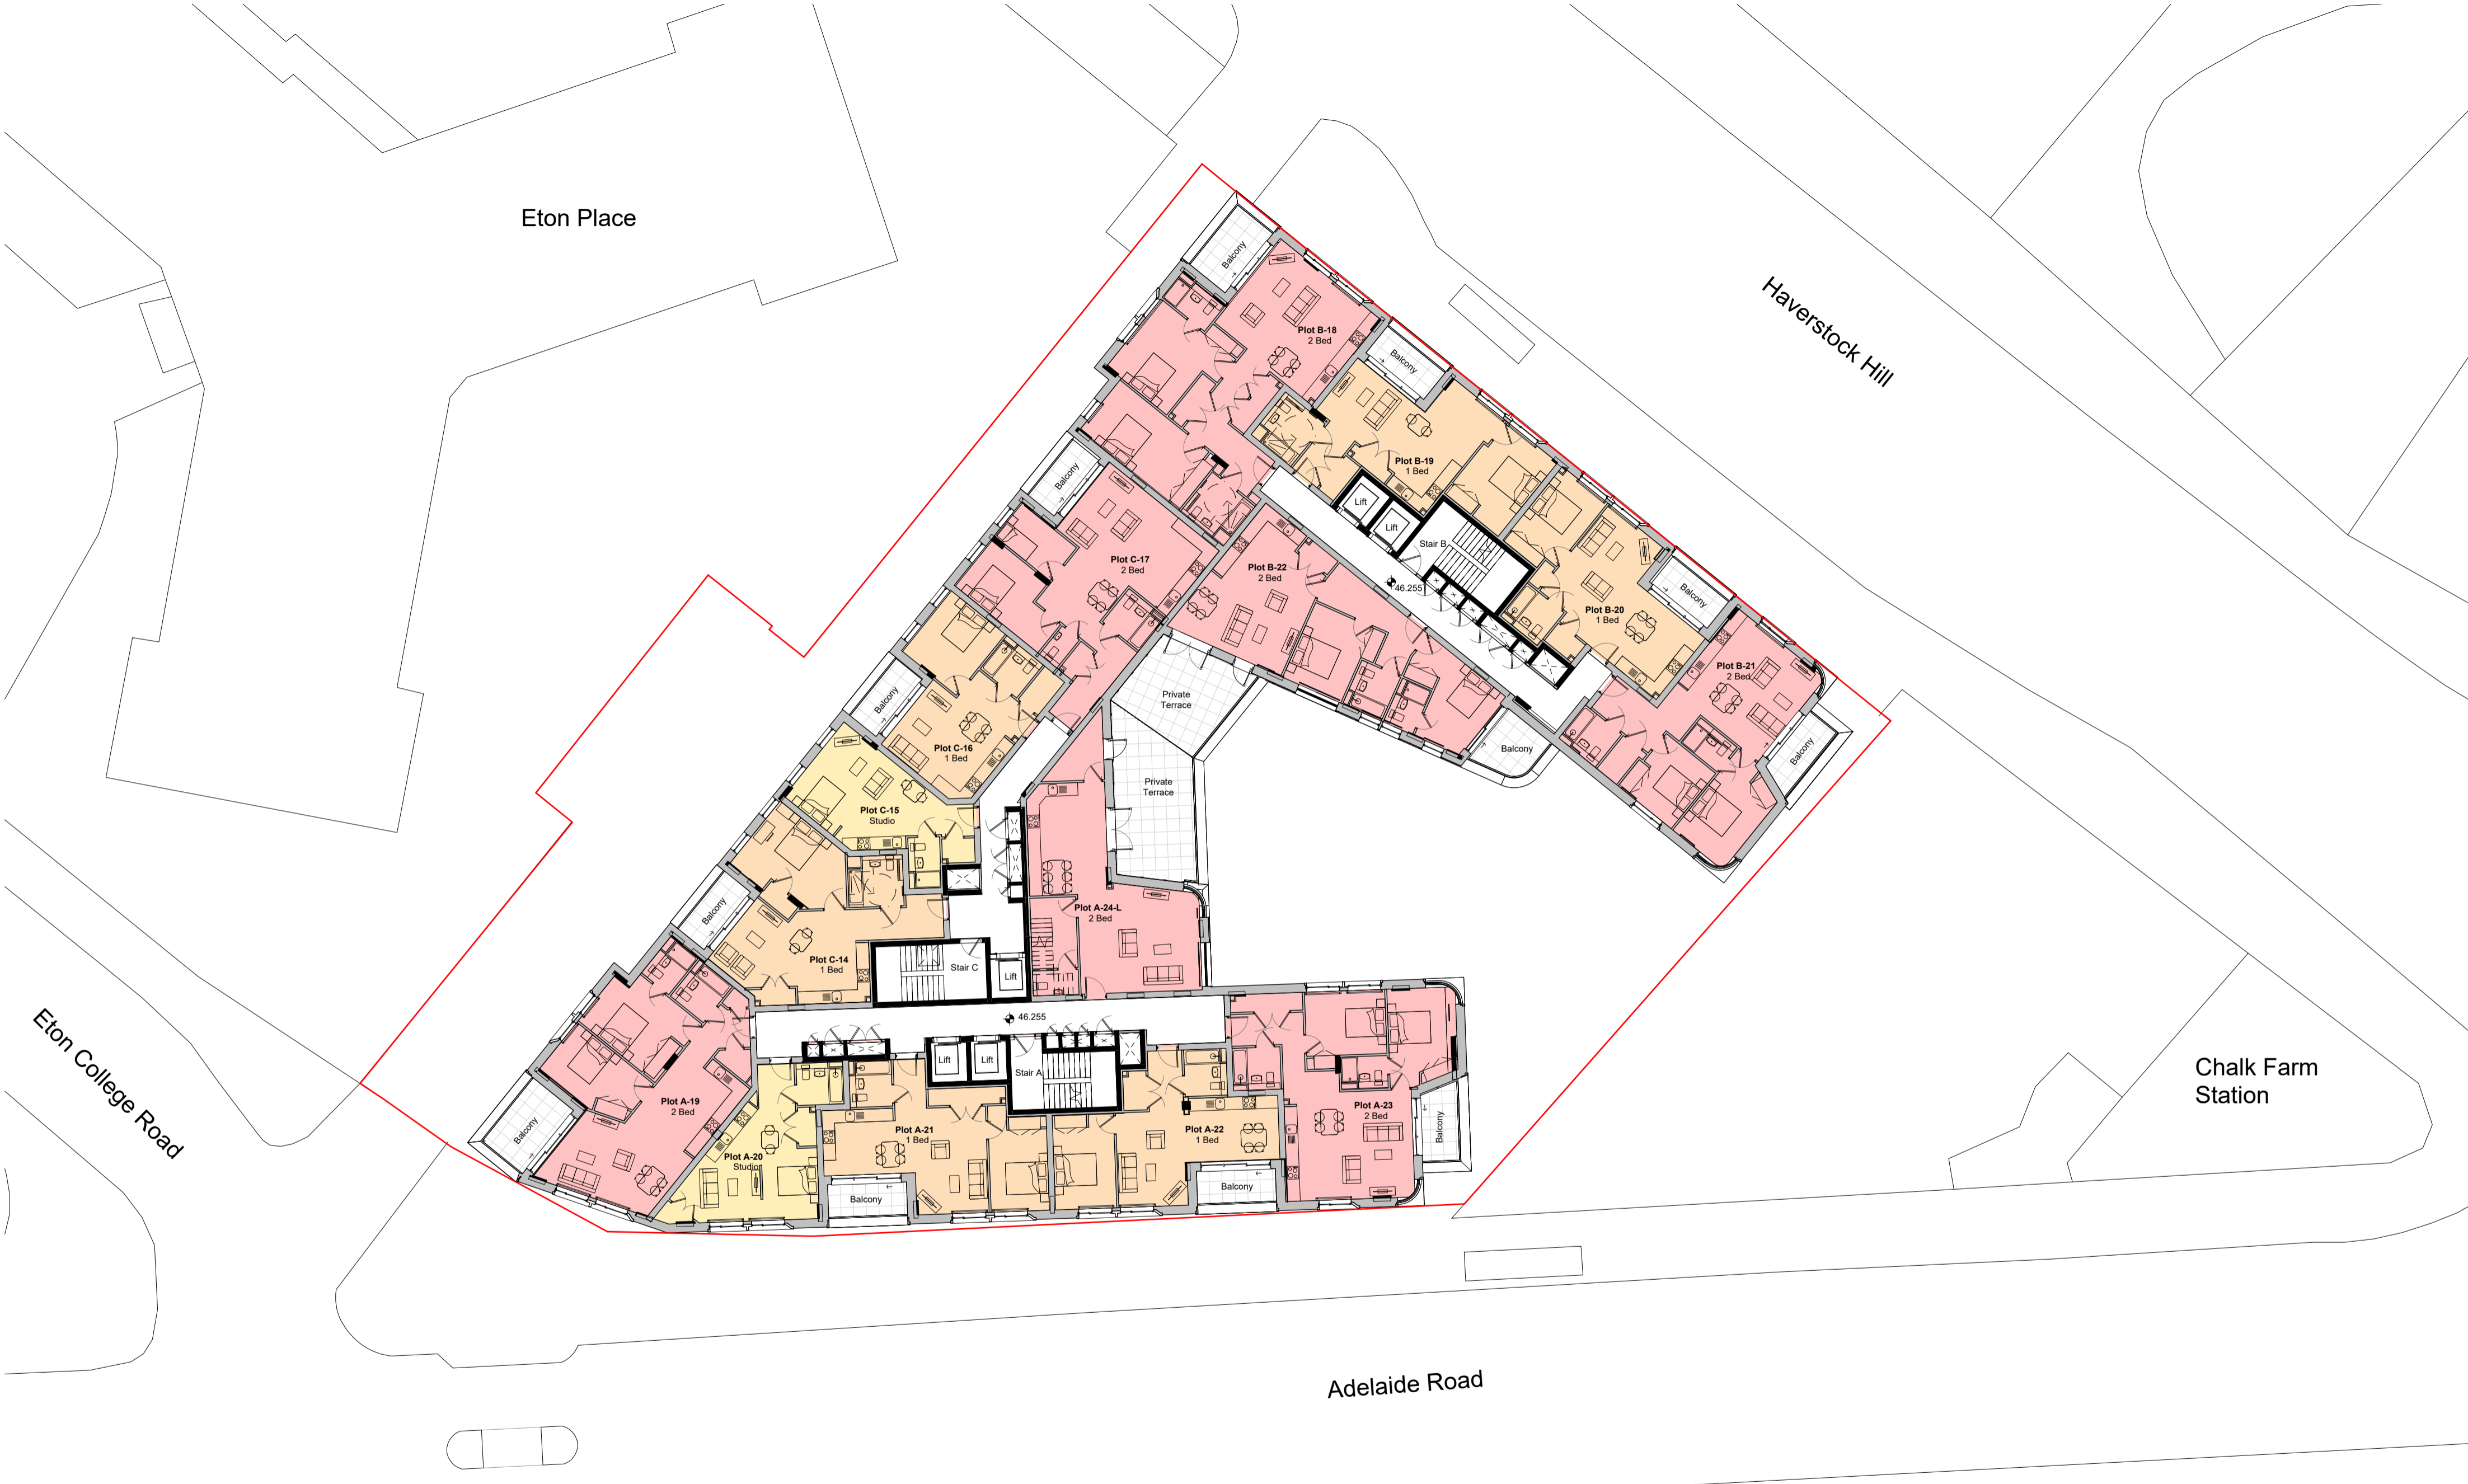 Eton Place
Haverstock Hill
Balcony
Plot B-18
2 Bed
Balcony
Plot B-19
1 Bed
Balcony
Lift
Lift
Stair B
Plot C-17
2 Bed
Plot B-22
2 Bed
46.255
Balcony
Plot B-20
1 Bed
Plot B-21
2 Bed
Balcony
Private
Terrace
Balcony
Balcony
Plot C-16
1 Bed
Private
Terrace
Plot C-15
Studio
Balcony
Plot A-24-L
2 Bed
Plot C-14
1 Bed
Stair C
Lift
46.255
Eton College Road
Lift
Lift
Stair A
Chalk Farm
Station
Plot A-19
2 Bed
Balcony
Plot A-20
Studio
Plot A-21
1 Bed
Plot A-22
1 Bed
Plot A-23
2 Bed
Balcony
Balcony
Balcony
Adelaide Road